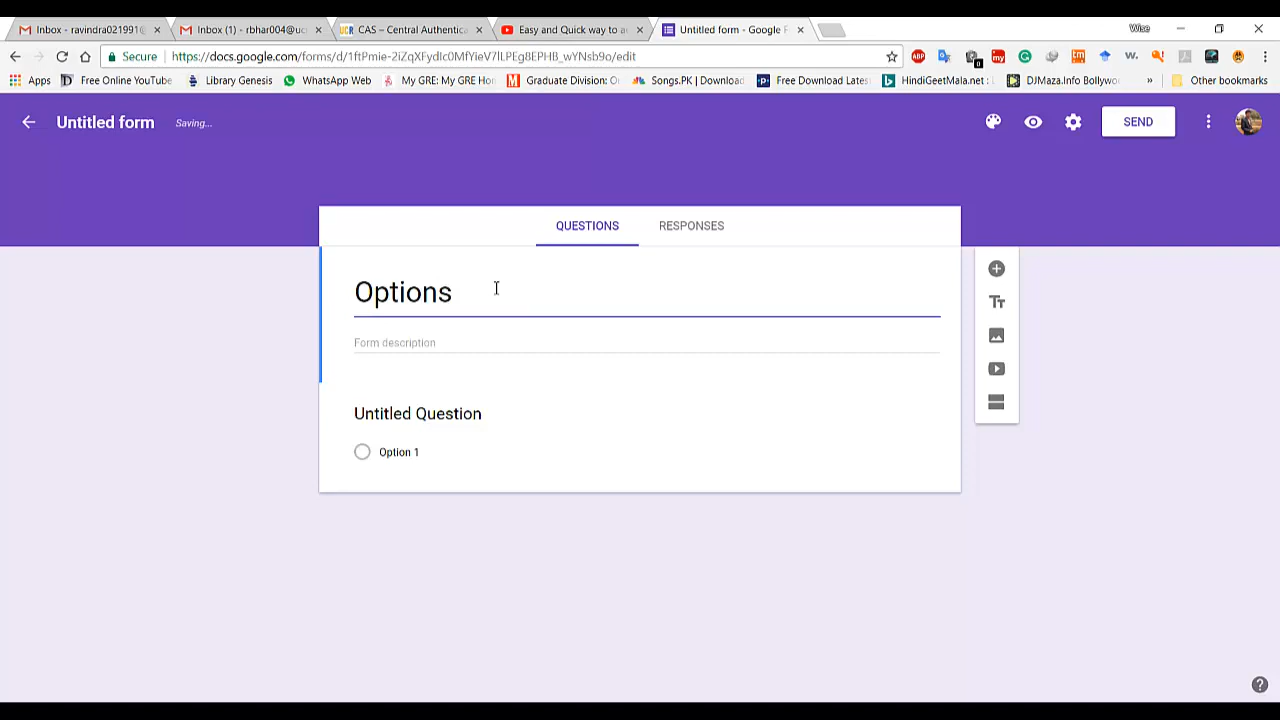 Inbox - ravindra021991@
Inbox (1) - rbhar004@uc
UCR CAS – Central Authentica
Easy and Quick way to a
Untitled form - Google F
Wise
Secure
https://docs.google.com/forms/d/1ftPmie-2iZqXFydIc0MfYieV7lLPEg8EPHB_wYNsb9o/edit
Apps
Free Online YouTube
Library Genesis
WhatsApp Web
My GRE: My GRE Ho
Graduate Division: O
Songs.PK | Download
Free Download Lates
HindiGeetMala.net :
DJMaza.Info Bollywo
»
Other bookmarks
Untitled form
Saving...
SEND
QUESTIONS
RESPONSES
Options
Form description
Untitled Question
Option 1